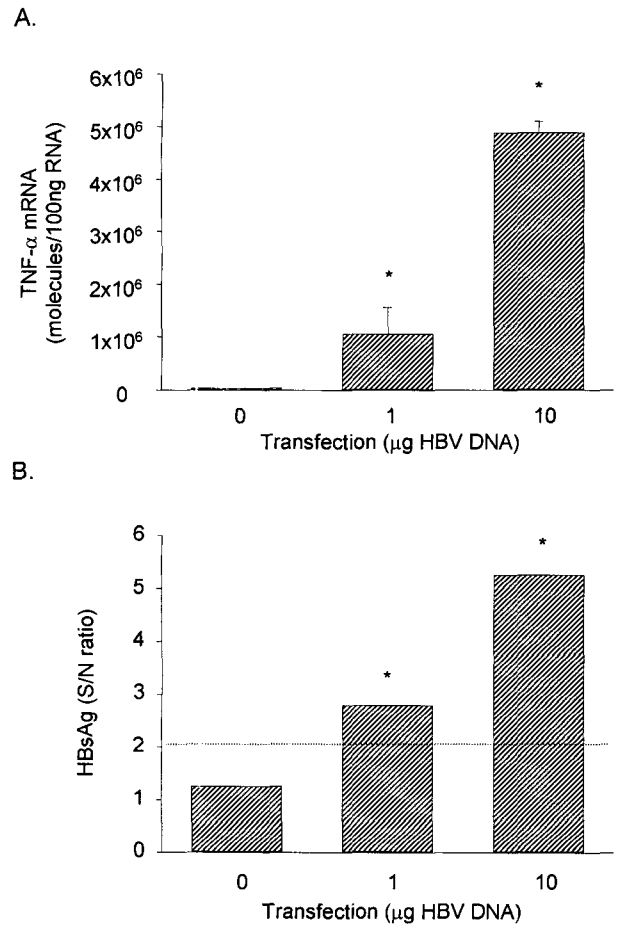 A.
TNF-α mRNA
(molecules/100ng RNA)
6x10⁶
5x10⁶
4x10⁶
3x10⁶
2x10⁶
1x10⁶
0
*
*
0 1 10
Transfection (μg HBV DNA)
B.
HBsAg (S/N ratio)
6
5
4
3
2
1
0
*
*
0 1 10
Transfection (μg HBV DNA)